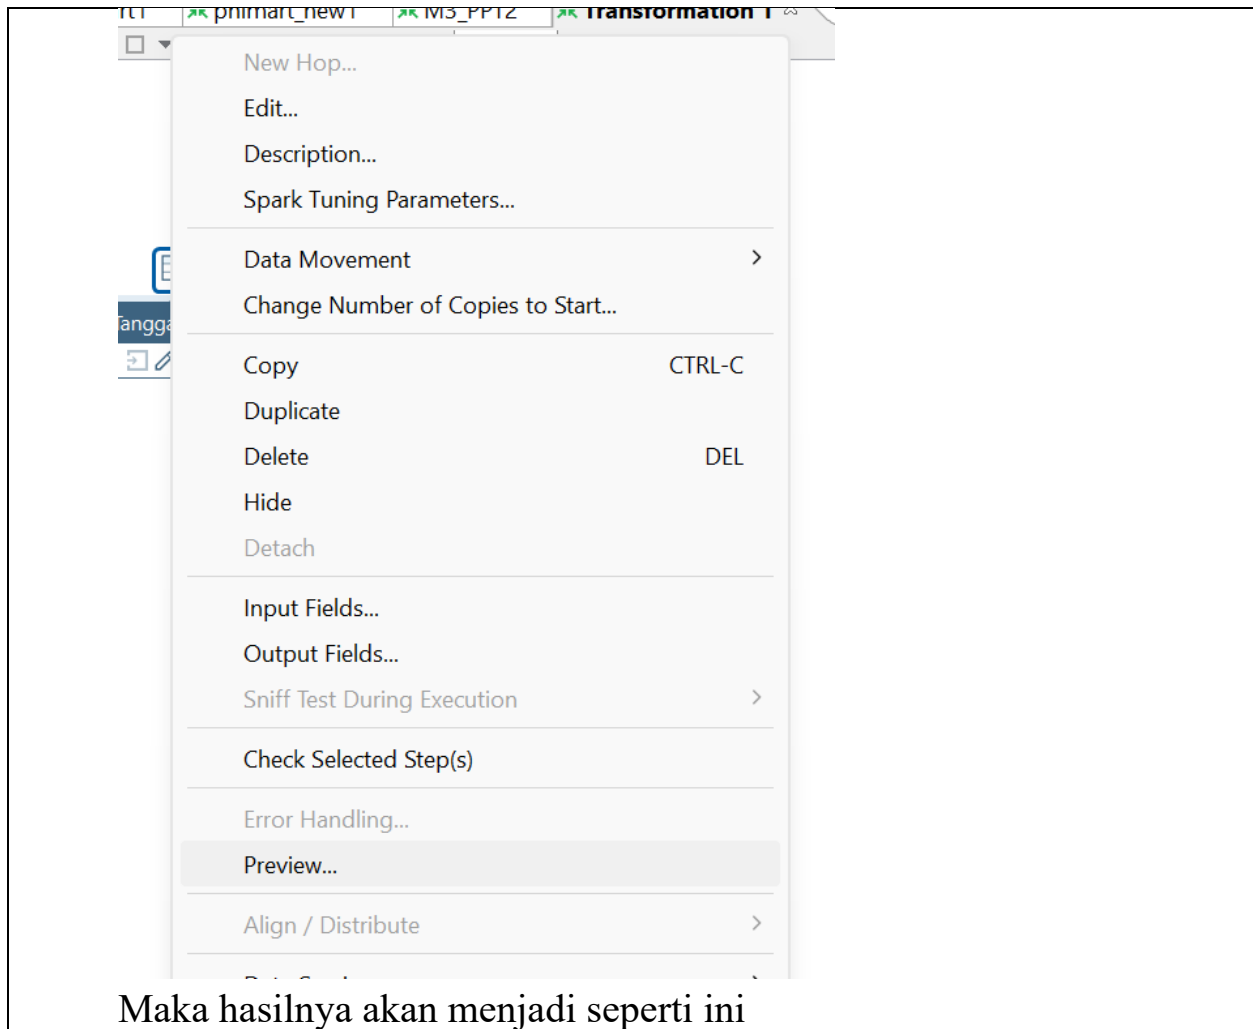 phimart_new1 M3_PPT2 Transformation 1
New Hop...
Edit...
Description...
Spark Tuning Parameters...
Data Movement
Change Number of Copies to Start...
Copy CTRL-C
Duplicate
Delete DEL
Hide
Detach
Input Fields...
Output Fields...
Sniff Test During Execution
Check Selected Step(s)
Error Handling...
Preview...
Align / Distribute
Maka hasilnya akan menjadi seperti ini